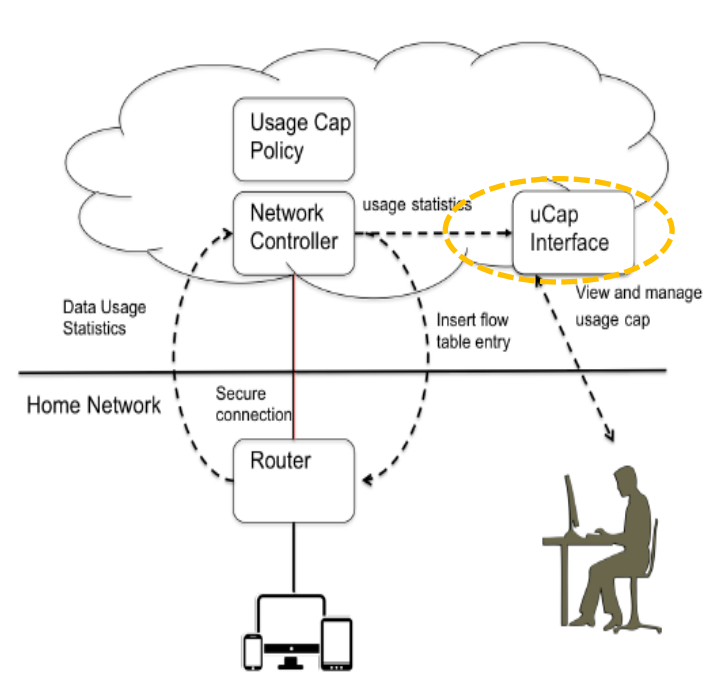 Usage Cap
Policy
Network
Controller
usage statistics
uCap
Interface
View and manage
usage cap
Data Usage
Statistics
Insert flow
table entry
Home Network
Secure
connection
Router